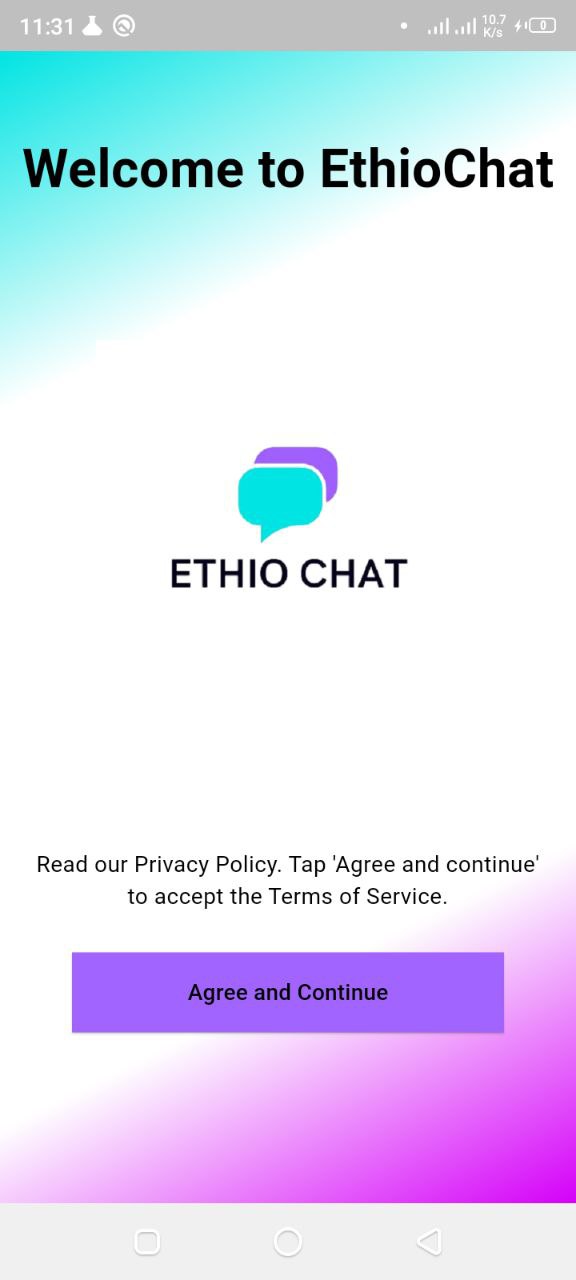 11:31
10.7
K/s
0
Welcome to EthioChat
ETHIO CHAT
Read our Privacy Policy. Tap 'Agree and continue'
to accept the Terms of Service.
Agree and Continue